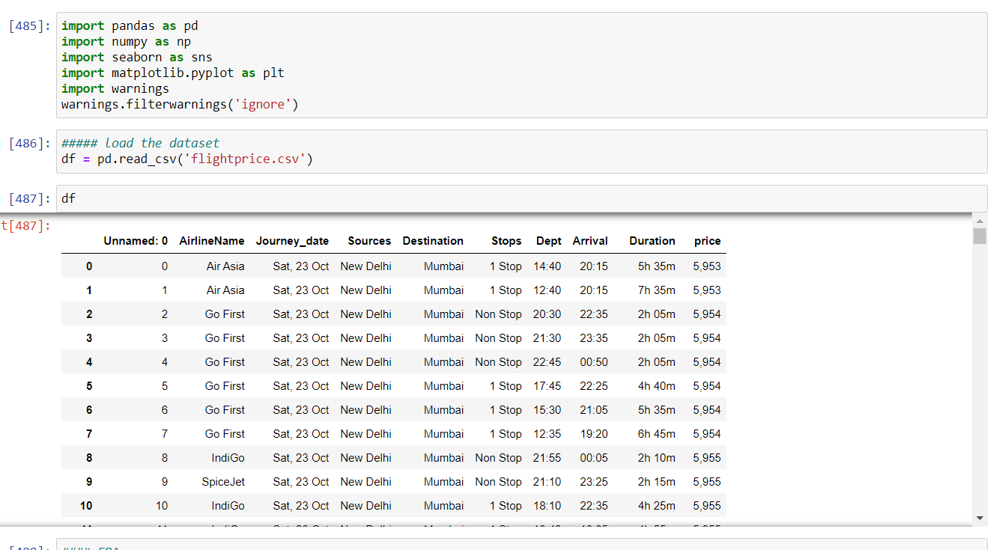 [485]: import pandas as pd
import numpy as np
import seaborn as sns
import matplotlib.pyplot as plt
import warnings
warnings.filterwarnings('ignore')
[486]: ##### load the dataset
df = pd.read_csv('flightprice.csv')
[487]: df
t[487]:
Unnamed: 0 AirlineName Journey_date Sources Destination Stops Dept Arrival Duration price
0 0 Air Asia Sat, 23 Oct New Delhi Mumbai 1 Stop 14:40 20:15 5h 35m 5,953
1 1 Air Asia Sat, 23 Oct New Delhi Mumbai 1 Stop 12:40 20:15 7h 35m 5,953
2 2 Go First Sat, 23 Oct New Delhi Mumbai Non Stop 20:30 22:35 2h 05m 5,954
3 3 Go First Sat, 23 Oct New Delhi Mumbai Non Stop 21:30 23:35 2h 05m 5,954
4 4 Go First Sat, 23 Oct New Delhi Mumbai Non Stop 22:45 00:50 2h 05m 5,954
5 5 Go First Sat, 23 Oct New Delhi Mumbai 1 Stop 17:45 22:25 4h 40m 5,954
6 6 Go First Sat, 23 Oct New Delhi Mumbai 1 Stop 15:30 21:05 5h 35m 5,954
7 7 Go First Sat, 23 Oct New Delhi Mumbai 1 Stop 12:35 19:20 6h 45m 5,954
8 8 IndiGo Sat, 23 Oct New Delhi Mumbai Non Stop 21:55 00:05 2h 10m 5,955
9 9 SpiceJet Sat, 23 Oct New Delhi Mumbai Non Stop 21:10 23:25 2h 15m 5,955
10 10 IndiGo Sat, 23 Oct New Delhi Mumbai 1 Stop 18:10 22:35 4h 25m 5,955